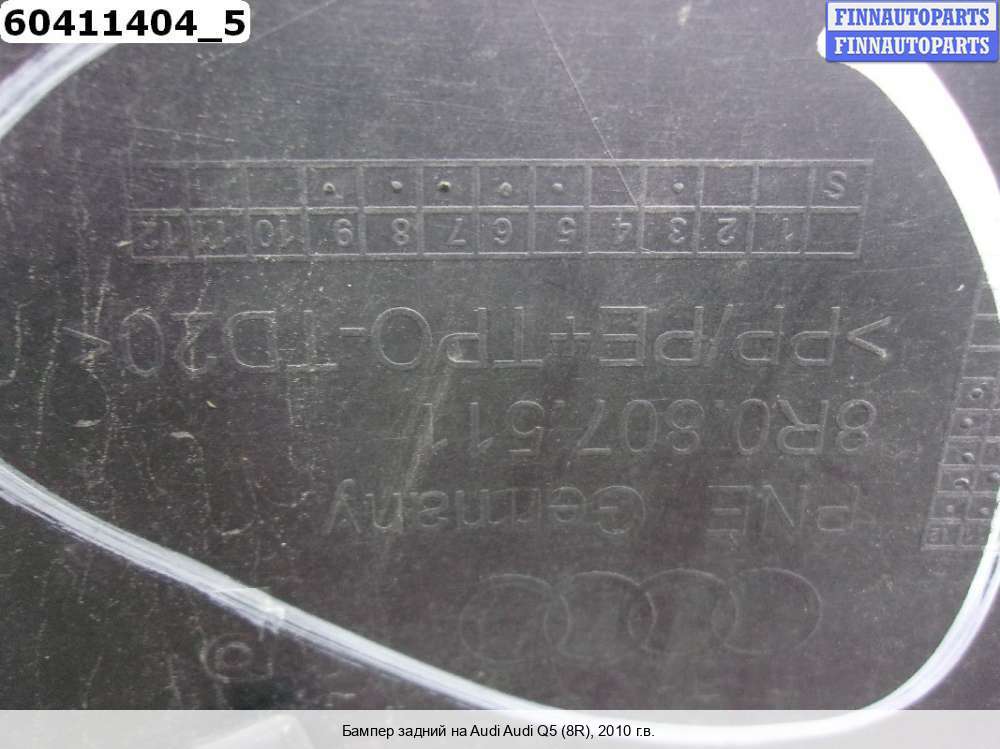 60411404_5
FINNAUTOPARTS
FINNAUTOPARTS
PNE Germany
8R0.807.511
>PP/PE+TPO-TD20<
1 2 3 4 5 6 7 8 9 10 11 12
S
Бампер задний на Audi Audi Q5 (8R), 2010 г.в.